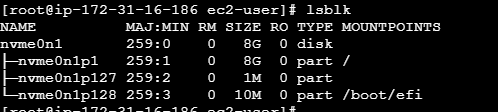 [root@ip-172-31-16-186 ec2-user]# lsblk
NAME          MAJ:MIN RM SIZE RO TYPE MOUNTPOINTS
nvme0n1       259:0    0   8G  0 disk
├─nvme0n1p1   259:1    0   8G  0 part /
├─nvme0n1p127 259:2    0   1M  0 part
└─nvme0n1p128 259:3    0  10M  0 part /boot/efi
[root@ip-172-31-16-186 ec2-user]#